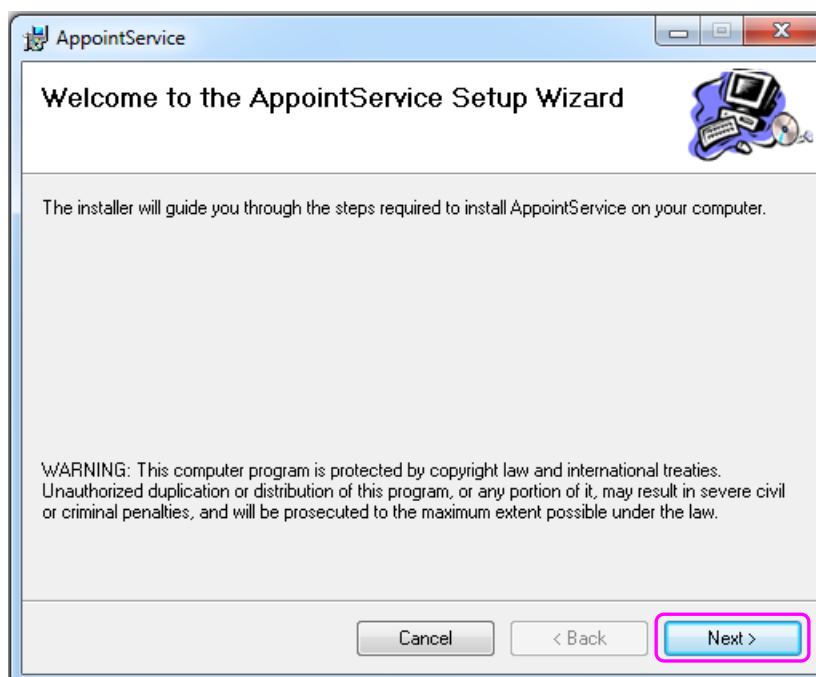 AppointService
Welcome to the AppointService Setup Wizard
The installer will guide you through the steps required to install AppointService on your computer.
WARNING: This computer program is protected by copyright law and international treaties.
Unauthorized duplication or distribution of this program, or any portion of it, may result in severe civil
or criminal penalties, and will be prosecuted to the maximum extent possible under the law.
Cancel < Back Next >